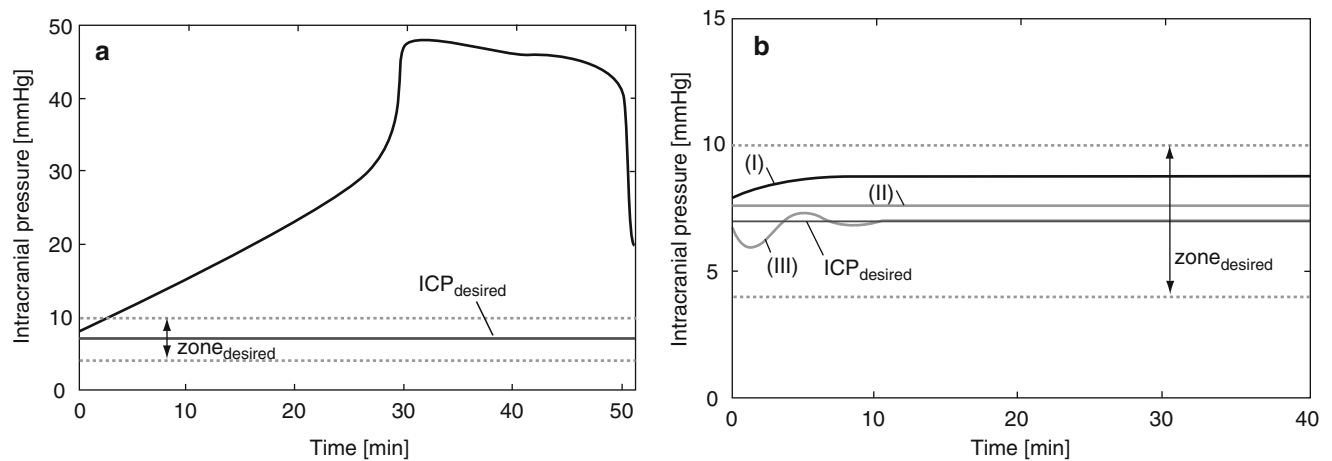 a
Intracranial pressure [mmHg]
50
40
30
20
10
0
ICPdesired
zonedesired
0 10 20 30 40 50
Time [min]
b
Intracranial pressure [mmHg]
15
10
5
0
(I)
(II)
(III)
ICPdesired
zonedesired
0 10 20 30 40
Time [min]